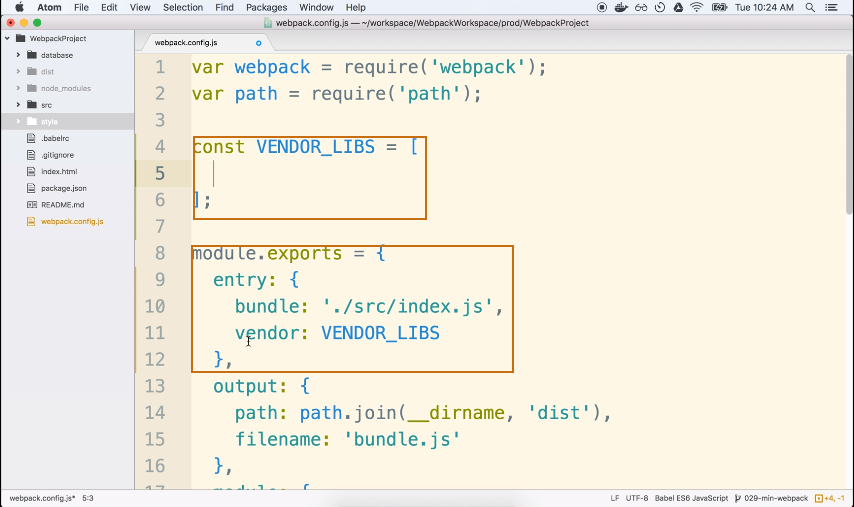 Atom File Edit View Selection Find Packages Window Help Tue 10:24 AM
webpack.config.js — ~/workspace/WebpackWorkspace/prod/WebpackProject
WebpackProject
database
dist
node_modules
src
style
.babelrc
.gitignore
index.html
package.json
README.md
webpack.config.js
webpack.config.js
1 var webpack = require('webpack');
2 var path = require('path');
3
4 const VENDOR_LIBS = [
5
6 ];
7
8 module.exports = {
9 entry: {
10 bundle: './src/index.js',
11 vendor: VENDOR_LIBS
12 },
13 output: {
14 path: path.join(__dirname, 'dist'),
15 filename: 'bundle.js'
16 },
webpack.config.js* 5:3 LF UTF-8 Babel ES6 JavaScript 029-min-webpack +4, -1